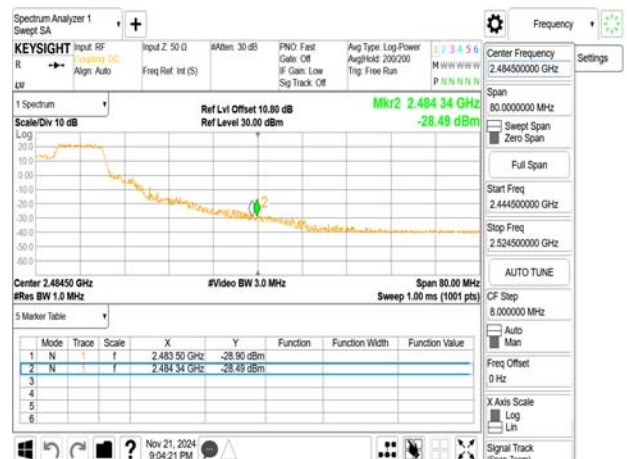 Spectrum Analyzer 1
Swept SA
Frequency
KEYSIGHT
R
Input: RF
Coupling: DC
Align: Auto
Input Z: 50 Ω
Freq Ref: Int (S)
#Atten: 30 dB
PNO: Fast
Gate: Off
IF Gain: Low
Sig Track: Off
Avg Type: Log-Power
Avg|Hold: 200/200
Trig: Free Run
1 2 3 4 5 6
M W W W W W
P N N N N N
Center Frequency
2.484500000 GHz
Settings
Span
80.0000000 MHz
Swept Span
Zero Span
Full Span
Start Freq
2.444500000 GHz
Stop Freq
2.524500000 GHz
AUTO TUNE
CF Step
8.000000 MHz
Auto
Man
Freq Offset
0 Hz
X Axis Scale
Log
Lin
Signal Track
(Span Zoom)
1 Spectrum
Scale/Div 10 dB
Ref Lvl Offset 10.80 dB
Ref Level 30.00 dBm
Mkr2 2.484 34 GHz
-28.49 dBm
Log
20.0
10.0
0.00
-10.0
-20.0
-30.0
-40.0
-50.0
-60.0
2
Center 2.48450 GHz
#Res BW 1.0 MHz
#Video BW 3.0 MHz
Span 80.00 MHz
Sweep 1.00 ms (1001 pts)
5 Marker Table
Mode Trace Scale X Y Function Function Width Function Value
1 N 1 f 2.483 50 GHz -28.90 dBm
2 N 1 f 2.484 34 GHz -28.49 dBm
3
4
5
6
Nov 21, 2024
9:04:21 PM